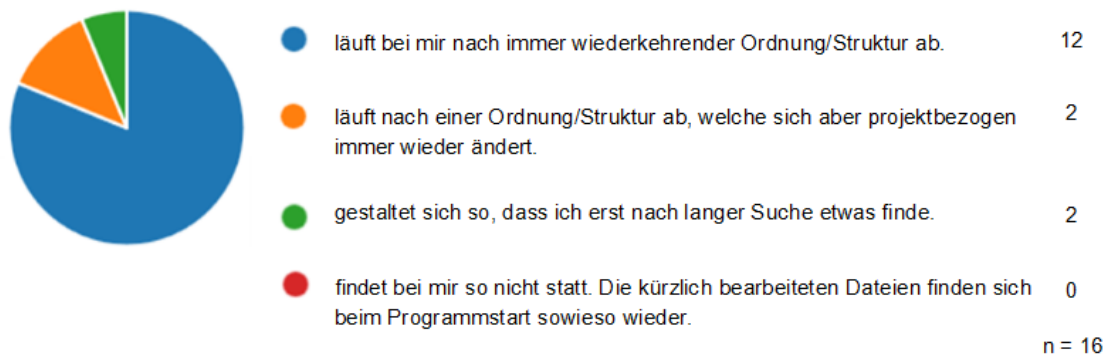 läuft bei mir nach immer wiederkehrender Ordnung/Struktur ab. 12
läuft nach einer Ordnung/Struktur ab, welche sich aber projektbezogen 2
immer wieder ändert.
gestaltet sich so, dass ich erst nach langer Suche etwas finde. 2
findet bei mir so nicht statt. Die kürzlich bearbeiteten Dateien finden sich 0
beim Programmstart sowieso wieder.
n = 16